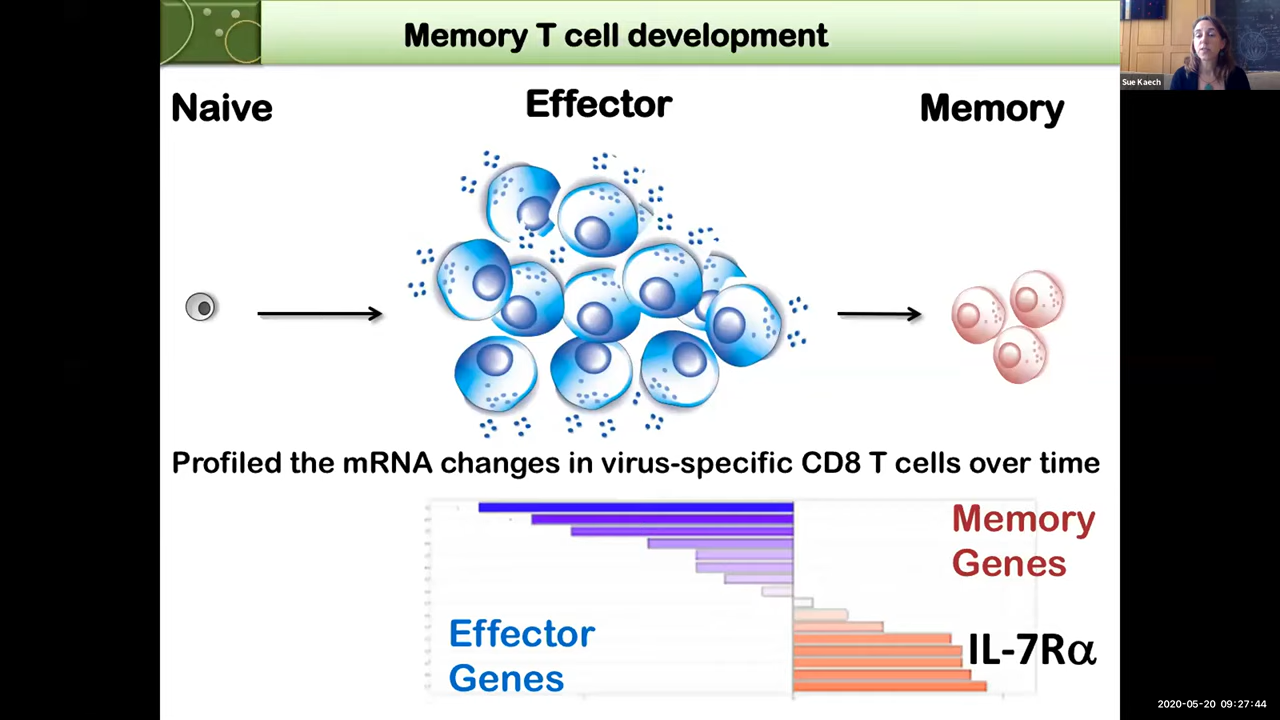 Memory T cell development
Sue Kaech
Naive
Effector
Memory
Profiled the mRNA changes in virus-specific CD8 T cells over time
Memory
Genes
Effector
Genes
IL-7Rα
2020-05-20 09:27:44